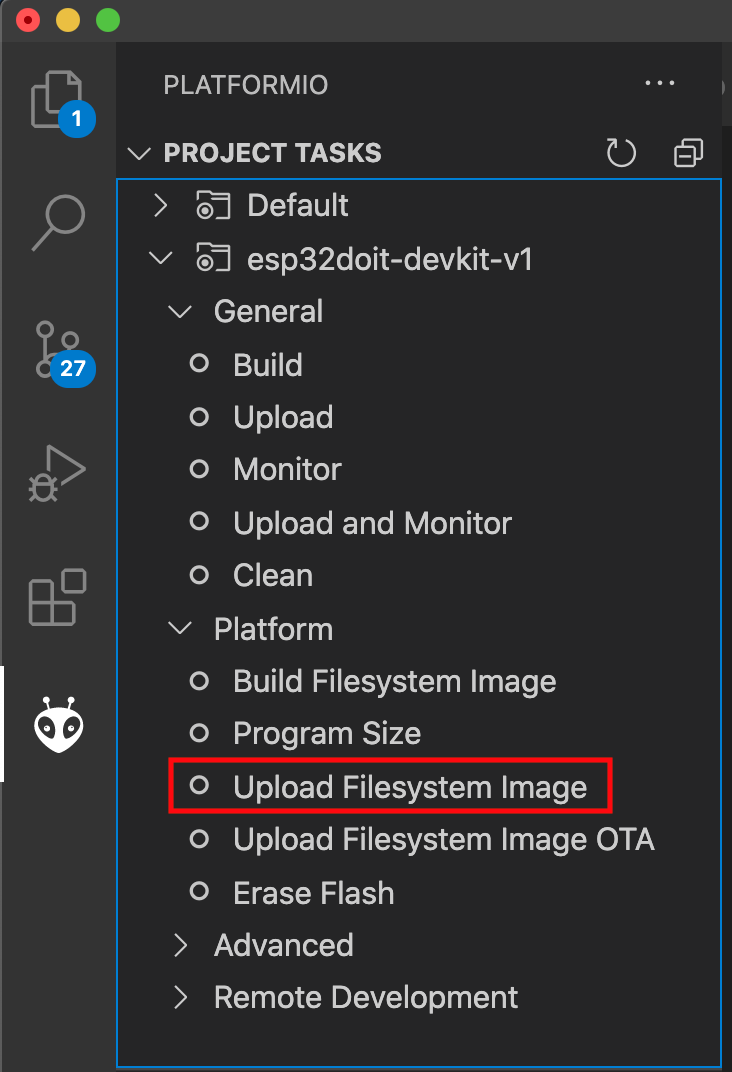 PLATFORMIO
1
PROJECT TASKS
Default
esp32doit-devkit-v1
General
Build
27
Upload
Monitor
Upload and Monitor
Clean
Platform
Build Filesystem Image
Program Size
Upload Filesystem Image
Upload Filesystem Image OTA
Erase Flash
Advanced
Remote Development